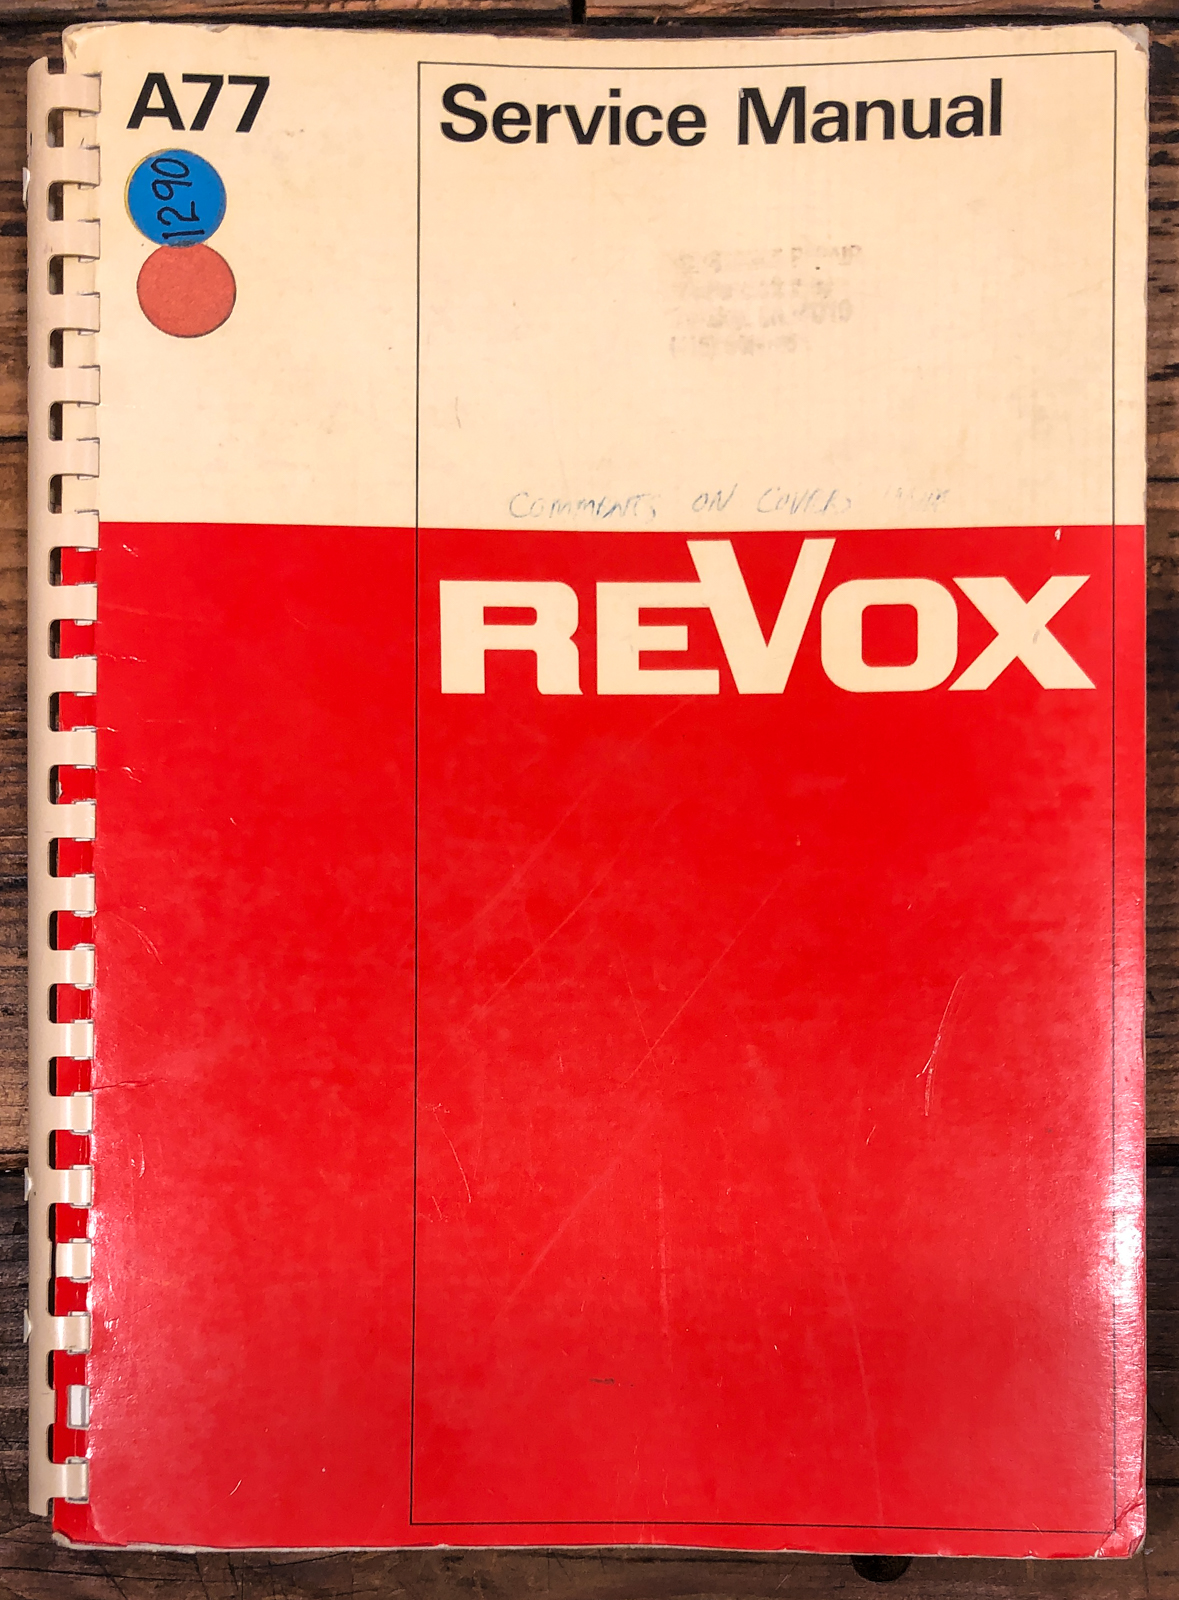 A77
Service Manual
1290
COMMENTS ON COVERS
REVOX